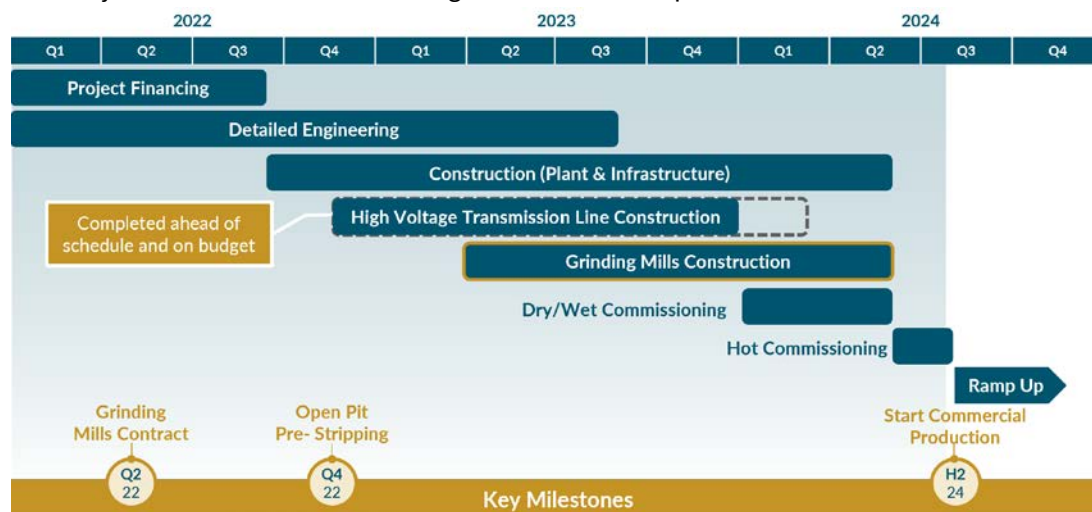 2022 2023 2024
Q1 Q2 Q3 Q4 Q1 Q2 Q3 Q4 Q1 Q2 Q3 Q4
Project Financing
Detailed Engineering
Construction (Plant & Infrastructure)
Completed ahead of
schedule and on budget
High Voltage Transmission Line Construction
Grinding Mills Construction
Dry/Wet Commissioning
Hot Commissioning
Ramp Up
Grinding
Mills Contract
Q2
22
Open Pit
Pre- Stripping
Q4
22
Start Commercial
Production
H2
24
Key Milestones